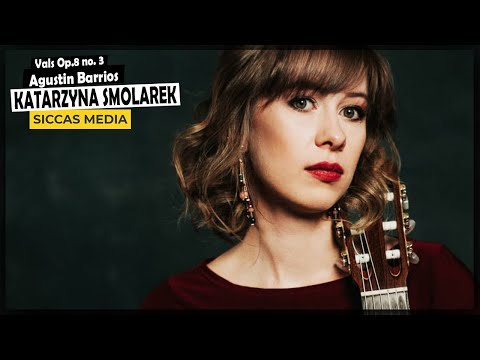 Vals Op.8 no. 3
Agustin Barrios
KATARZYNA SMOLAREK
SICCAS MEDIA